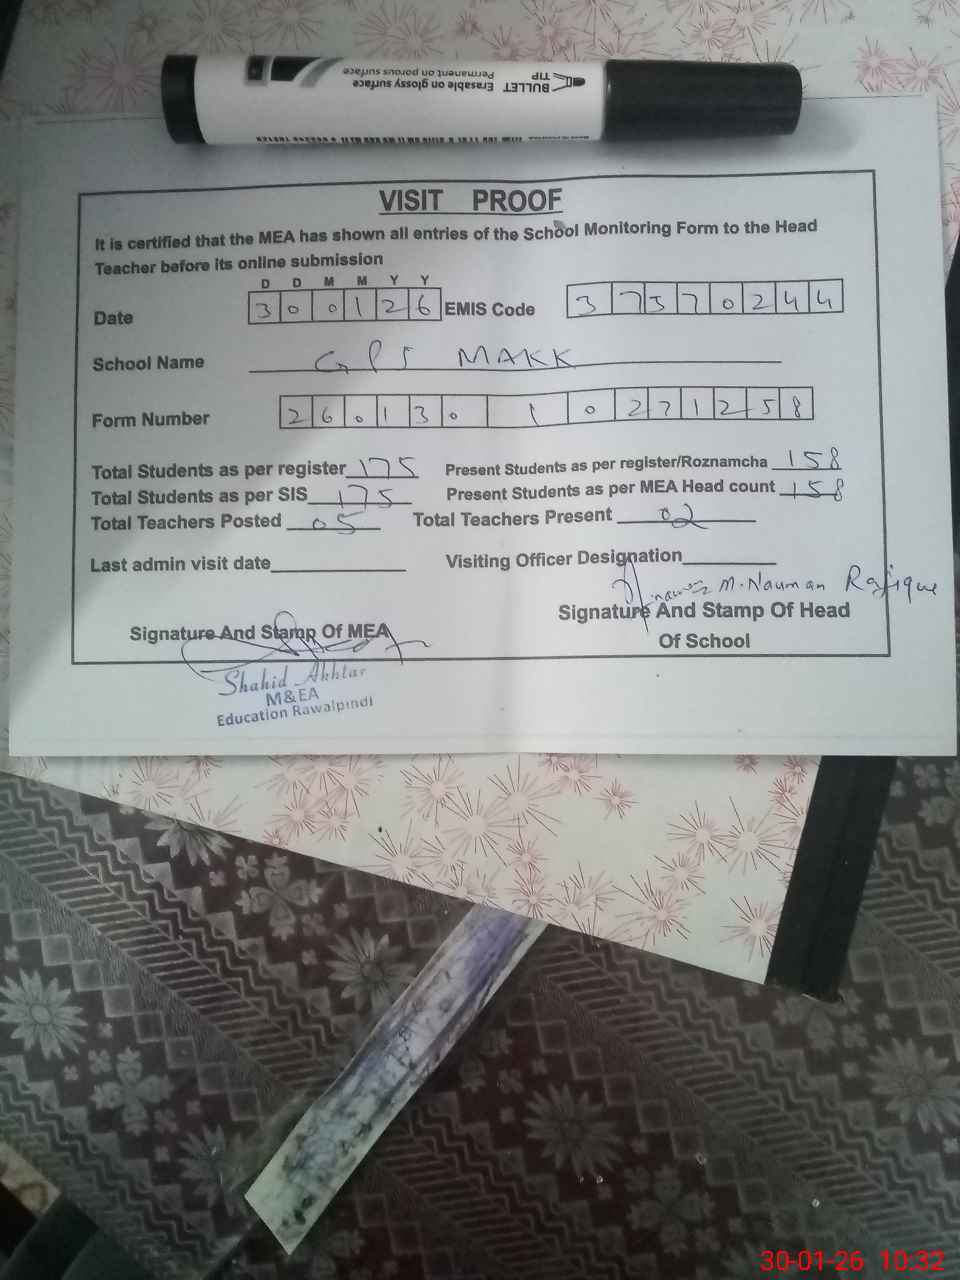 BULLET TIP
Erasable on glossy surface
Permanent on porous surface
VISIT PROOF
It is certified that the MEA has shown all entries of the School Monitoring Form to the Head
Teacher before its online submission
D D M M Y Y
Date 3 0 0 1 2 6 EMIS Code 3 7 3 7 0 2 4 4
School Name GPS MAKK
Form Number 2 6 0 1 3 0 1 0 2 7 1 2 5 8
Total Students as per register 175 Present Students as per register/Roznamcha 158
Total Students as per SIS 175 Present Students as per MEA Head count 158
Total Teachers Posted 05 Total Teachers Present 02
Last admin visit date Visiting Officer Designation
M. Nauman Rafique
Signature And Stamp Of MEA Signature And Stamp Of Head
Of School
Shahid Akhtar
M&EA
Education Rawalpindi
30-01-26 10:32